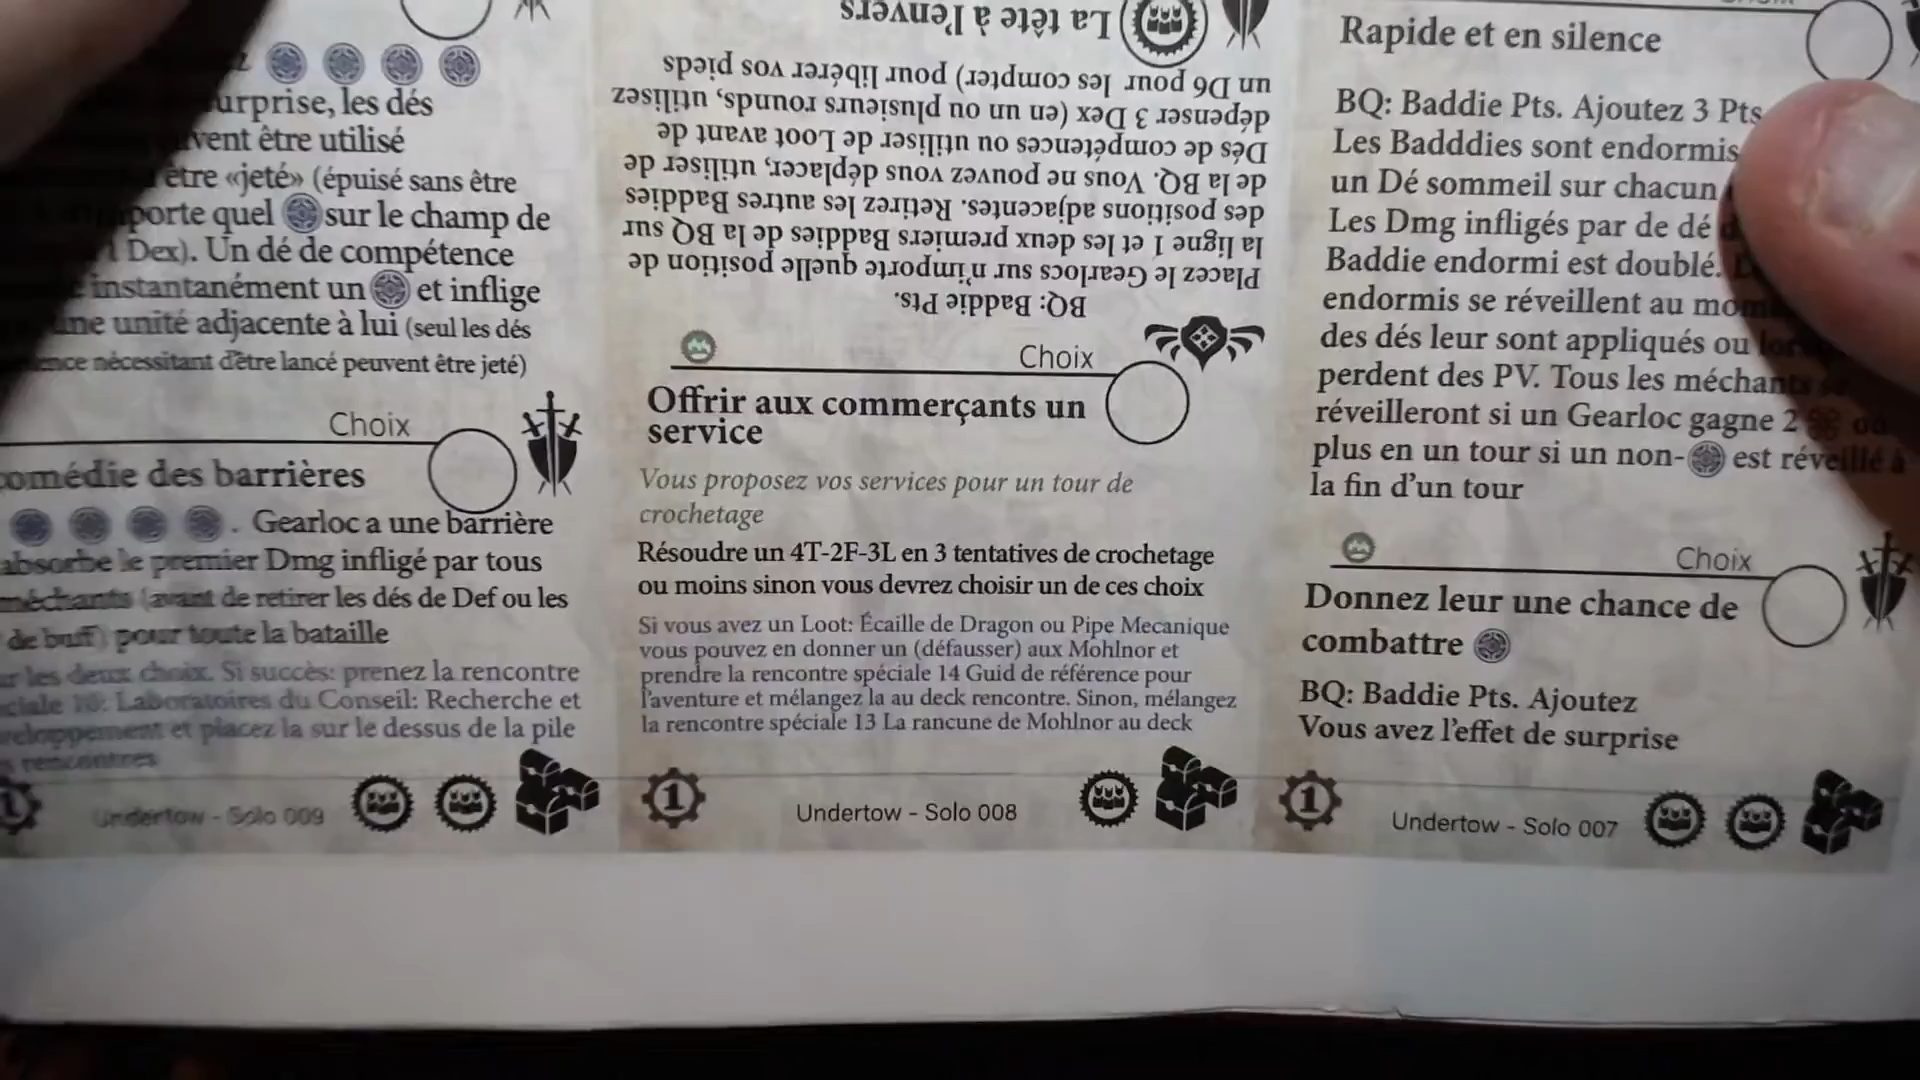 urprise, les dés
vent être utilisé
être «jeté» (épuisé sans être
porte quel sur le champ de
1 Dex). Un dé de compétence
instantanément un et inflige
une unité adjacente à lui (seul les dés
nécessitant d'être lancé peuvent être jeté)
Choix
comédie des barrières
. Gearloc a une barrière
absorbe le premier Dmg infligé par tous
méchants (avant de retirer les dés de Def ou les
de buff) pour toute la bataille
les deux choix. Si succès: prenez la rencontre
ciale 10: Laboratoires du Conseil: Recherche et
veloppement et placez la sur le dessus de la pile
rencontres
1
Undertow - Solo 009
La tête à l'envers
BQ: Baddie Pts.
Placez le Gearlocs sur n'importe quelle position de
la ligne 1 et les deux premiers Baddies de la BQ sur
des positions adjacentes. Retirez les autres Baddies
de la BQ. Vous ne pouvez vous déplacer, utiliser de
Dés de compétences ou utiliser de Loot avant de
dépenser 3 Dex (en un ou plusieurs rounds, utilisez
un D6 pour les compter) pour libérer vos pieds
Choix
Offrir aux commerçants un
service
Vous proposez vos services pour un tour de
crochetage
Résoudre un 4T-2F-3L en 3 tentatives de crochetage
ou moins sinon vous devrez choisir un de ces choix
Si vous avez un Loot: Écaille de Dragon ou Pipe Mecanique
vous pouvez en donner un (défausser) aux Mohlnor et
prendre la rencontre spéciale 14 Guid de référence pour
l'aventure et mélangez la au deck rencontre. Sinon, mélangez
la rencontre spéciale 13 La rancune de Mohlnor au deck
1
Undertow - Solo 008
Rapide et en silence
BQ: Baddie Pts. Ajoutez 3 Pts
Les Badddies sont endormis
un Dé sommeil sur chacun
Les Dmg infligés par de dé
Baddie endormi est doublé.
endormis se réveillent au mom
des dés leur sont appliqués ou
perdent des PV. Tous les méchants se
réveilleront si un Gearloc gagne 2 ou
plus en un tour si un non- est réveillé à
la fin d'un tour
Choix
Donnez leur une chance de
combattre
BQ: Baddie Pts. Ajoutez
Vous avez l'effet de surprise
1
Undertow - Solo 007